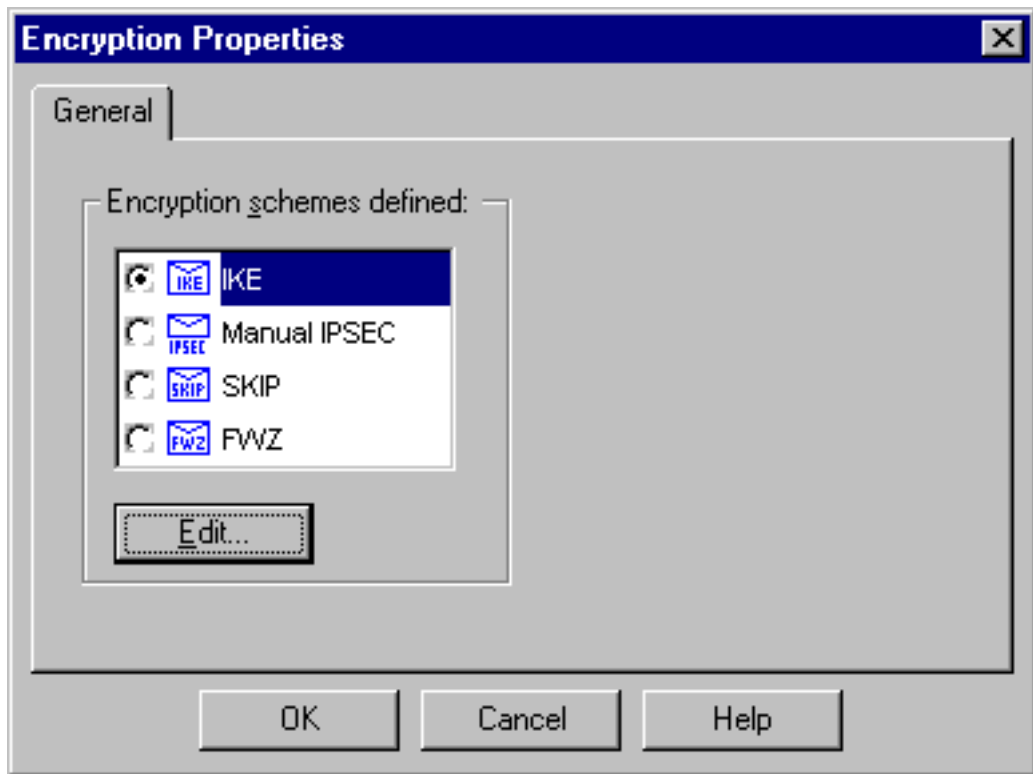 Encryption Properties
General
Encryption schemes defined:
IKE IKE
IPSEC Manual IPSEC
SKIP SKIP
FWZ FWZ
Edit...
OK Cancel Help